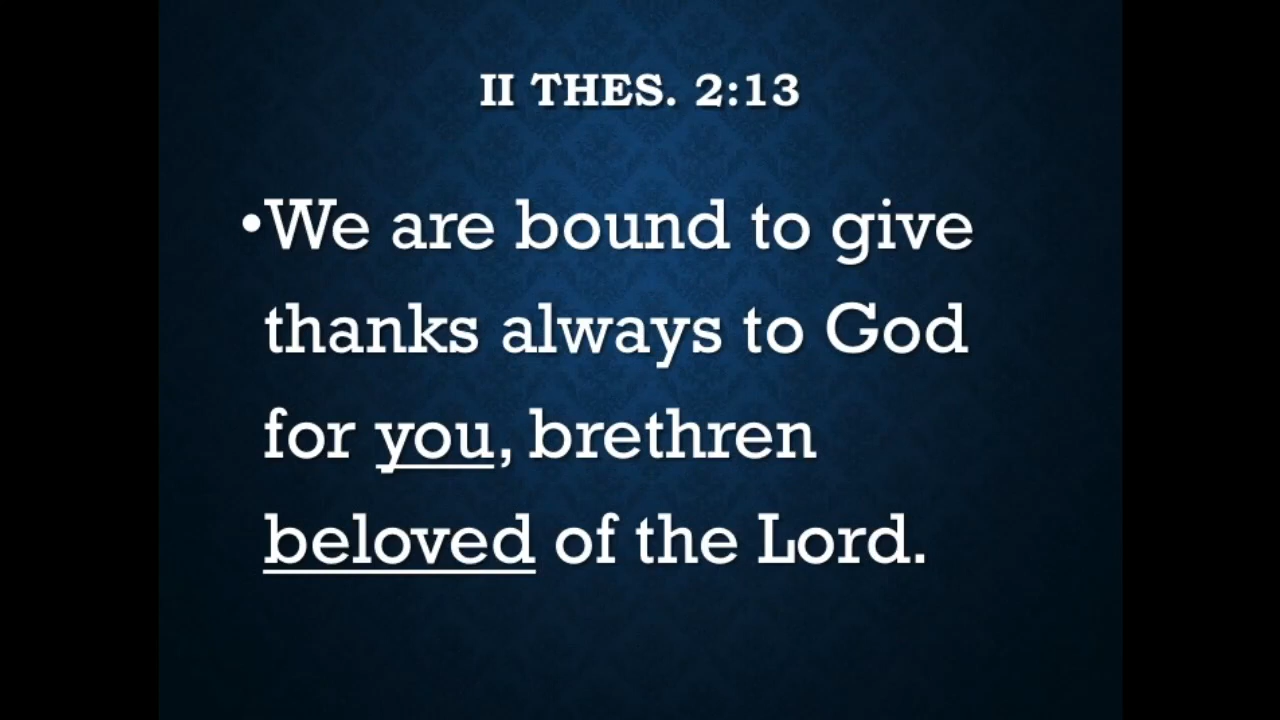 II THES. 2:13
•We are bound to give
thanks always to God
for you, brethren
beloved of the Lord.